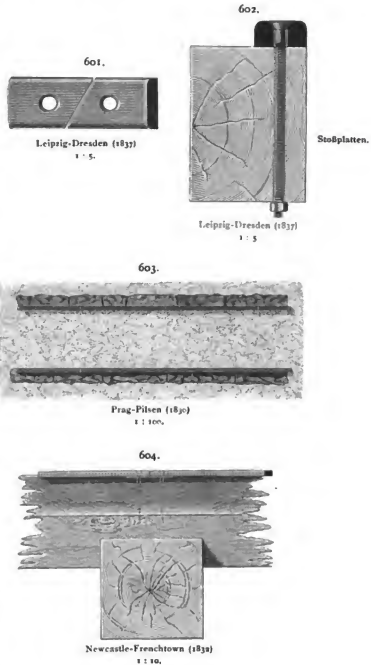 601.
Leipzig-Dresden (1837)
1 : 5.
602.
Stoßplatten.
Leipzig-Dresden (1837)
1 : 5
603.
Prag-Pilsen (1830)
1 : 100.
604.
Newcastle-Frenchtown (1832)
1 : 10.